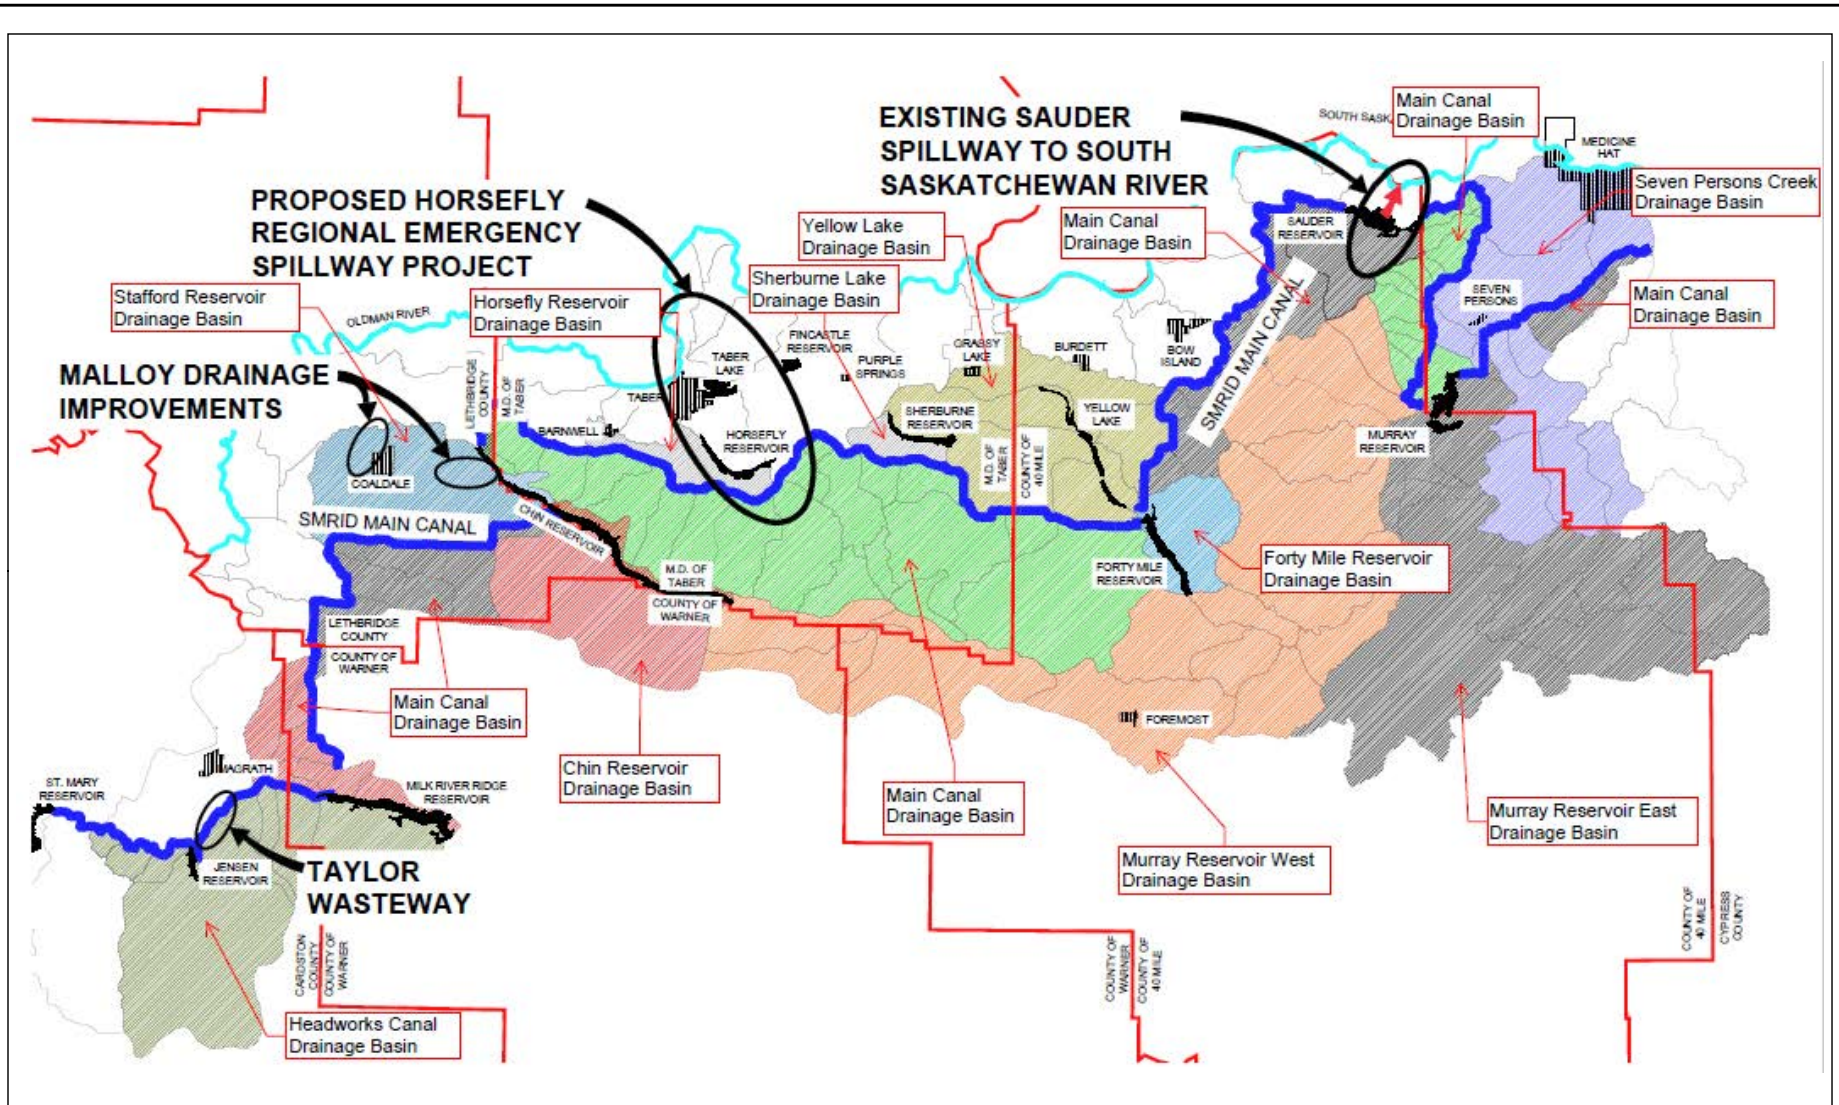 EXISTING SAUDER
SPILLWAY TO SOUTH
SASKATCHEWAN RIVER
SOUTH SASK
Main Canal
Drainage Basin
MEDICINE
HAT
Seven Persons Creek
Drainage Basin
PROPOSED HORSEFLY
REGIONAL EMERGENCY
SPILLWAY PROJECT
Yellow Lake
Drainage Basin
Main Canal
Drainage Basin
SAUDER
RESERVOIR
Sherburne Lake
Drainage Basin
Stafford Reservoir
Drainage Basin
OLDMAN RIVER
Horsefly Reservoir
Drainage Basin
SEVEN
PERSONS
Main Canal
Drainage Basin
SMRID MAIN CANAL
MALLOY DRAINAGE
IMPROVEMENTS
LETHBRIDGE
COUNTY
M.D. OF
TABER
TABER
TABER
LAKE
FINCASTLE
RESERVOIR
PURPLE
SPRINGS
GRASSY
LAKE
BURDETT
BOW
ISLAND
BARNWELL
HORSEFLY
RESERVOIR
SHERBURNE
RESERVOIR
YELLOW
LAKE
M.D. OF
TABER
COUNTY OF
40 MILE
MURRAY
RESERVOIR
COALDALE
SMRID MAIN CANAL
CHIN RESERVOIR
M.D. OF
TABER
COUNTY OF
WARNER
FORTY MILE
RESERVOIR
Forty Mile Reservoir
Drainage Basin
LETHBRIDGE
COUNTY
COUNTY OF
WARNER
Main Canal
Drainage Basin
FOREMOST
Chin Reservoir
Drainage Basin
Main Canal
Drainage Basin
Murray Reservoir East
Drainage Basin
Murray Reservoir West
Drainage Basin
ST. MARY
RESERVOIR
MAGRATH
MILK RIVER RIDGE
RESERVOIR
JENSEN
RESERVOIR
TAYLOR
WASTEWAY
CARDSTON
COUNTY
COUNTY OF
WARNER
COUNTY OF
WARNER
COUNTY OF
40 MILE
COUNTY OF
40 MILE
CYPRESS
COUNTY
Headworks Canal
Drainage Basin